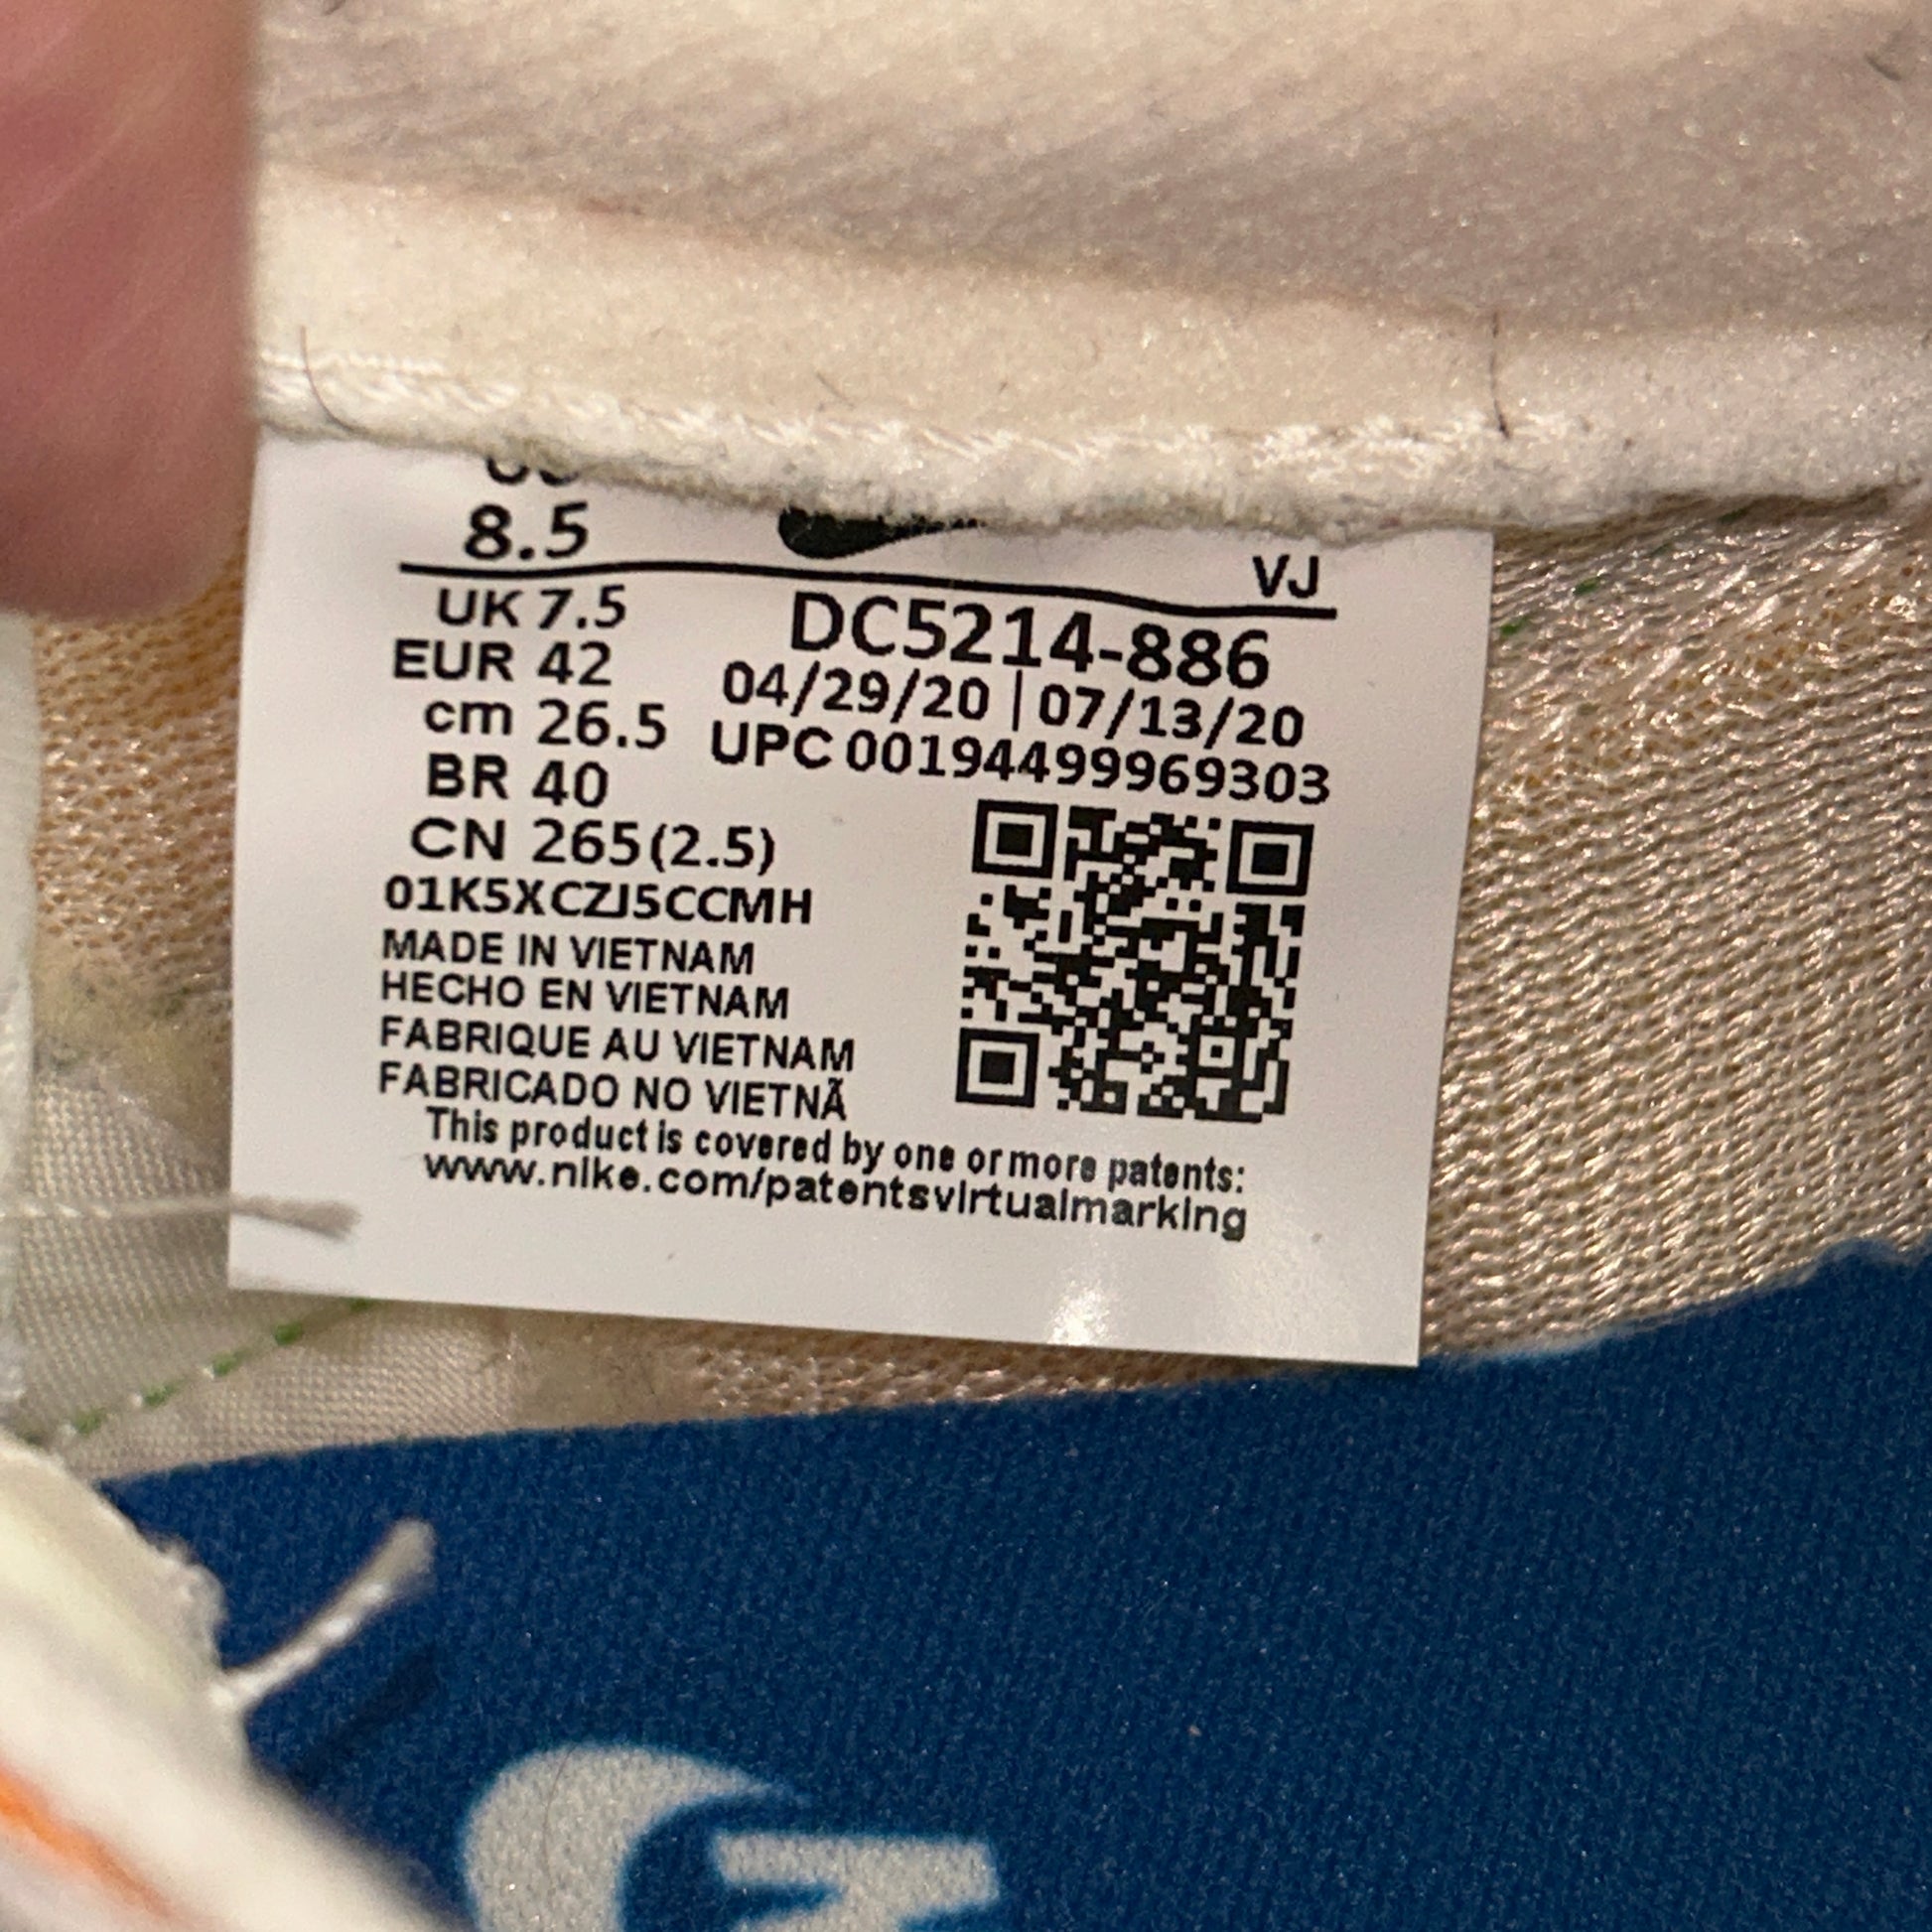 8.5
VJ
UK 7.5
EUR 42
cm 26.5
BR 40
CN 265(2.5)
01K5XCZJ5CCMH
DC5214-886
04/29/20 | 07/13/20
UPC 00194499969303
MADE IN VIETNAM
HECHO EN VIETNAM
FABRIQUE AU VIETNAM
FABRICADO NO VIETNÃ
This product is covered by one or more patents:
www.nike.com/patentsvirtualmarking